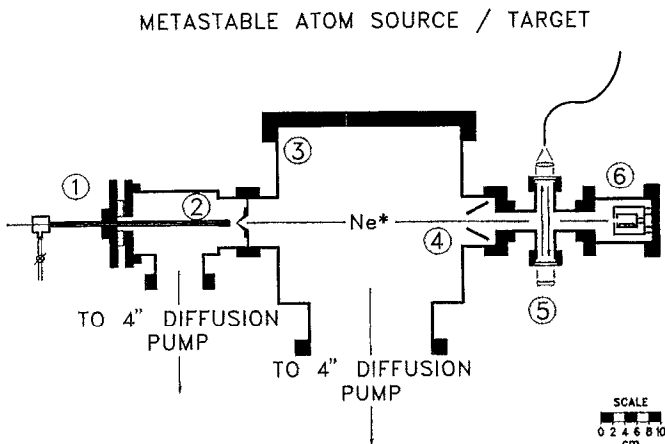 METASTABLE ATOM SOURCE / TARGET
1
2
3
Ne*
4
5
6
TO 4" DIFFUSION
PUMP
TO 4" DIFFUSION
PUMP
SCALE
0 2 4 6 8 10
cm